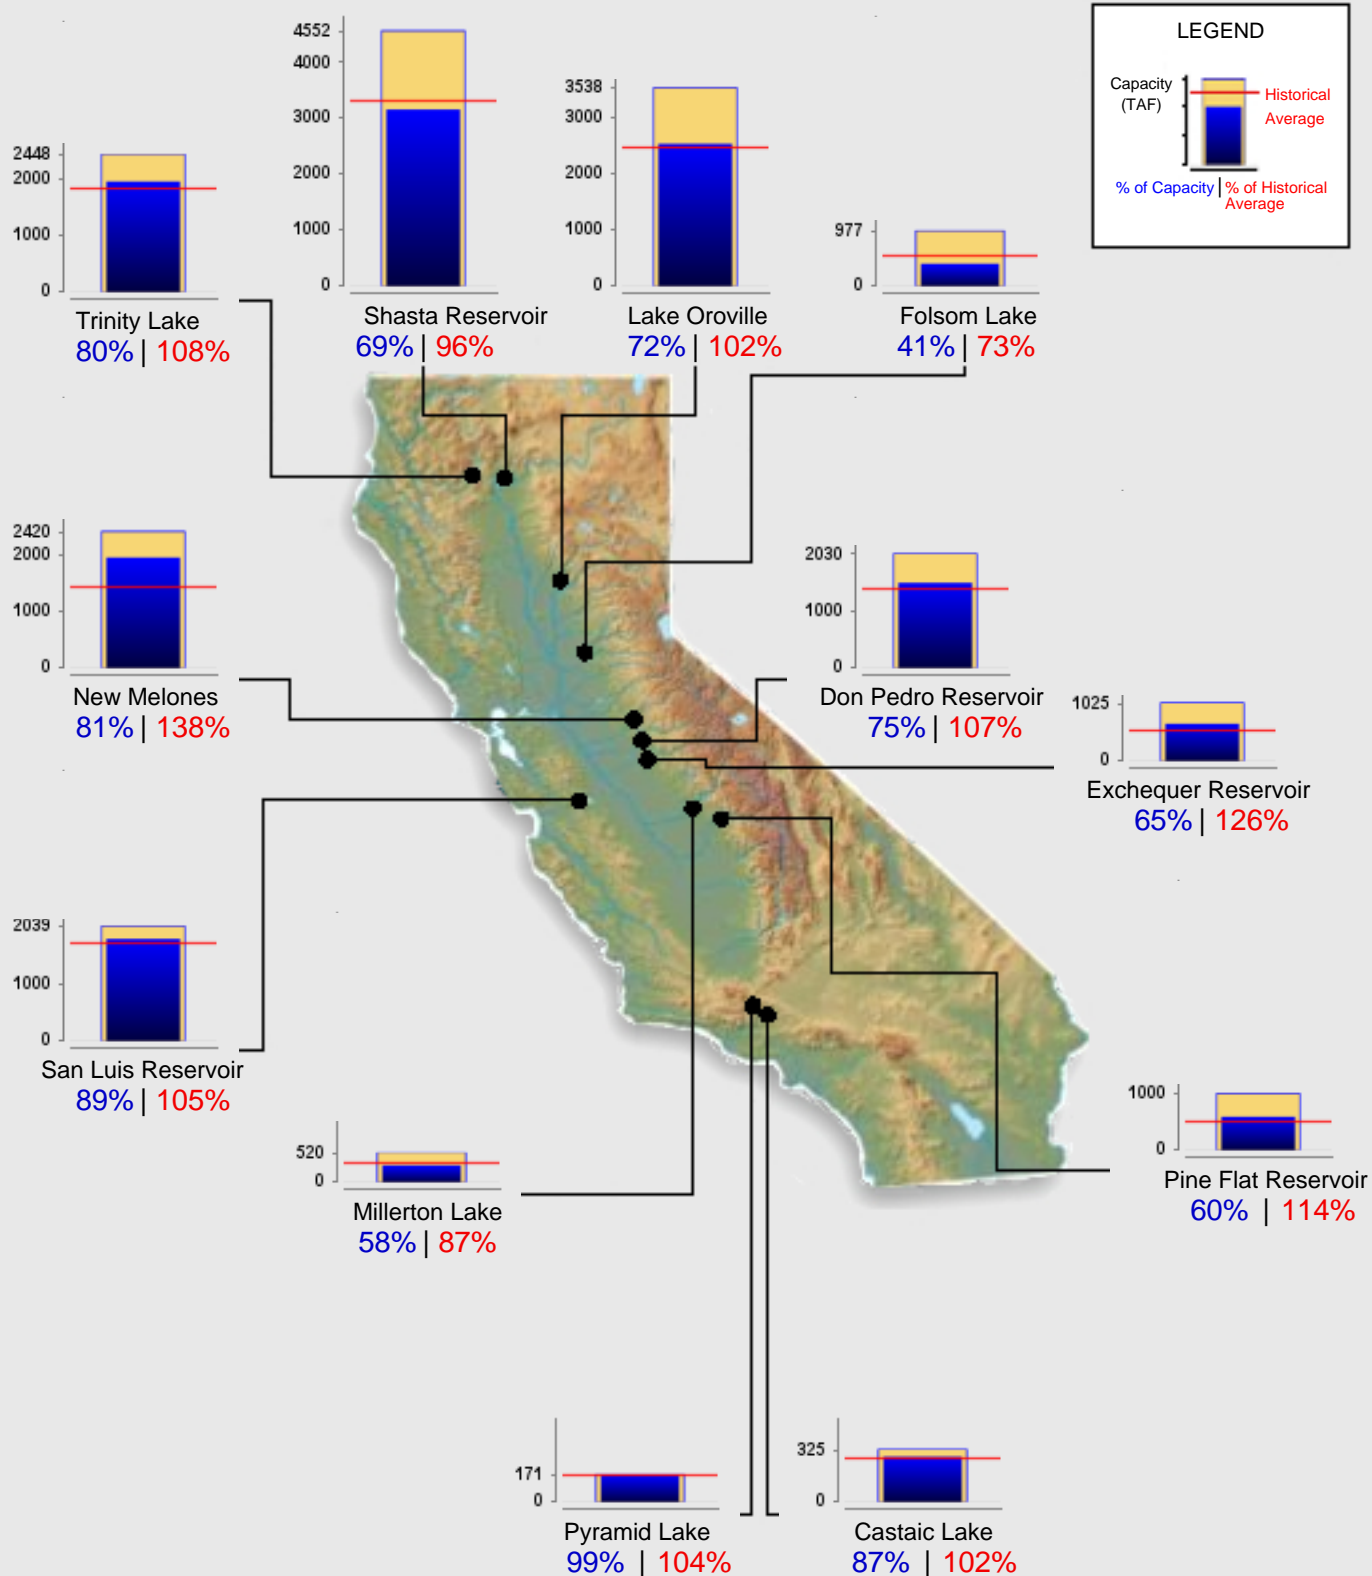 LEGEND
Capacity
(TAF)
Historical
Average
% of Capacity | % of Historical
Average
4552
4000
3000
2000
1000
0
Shasta Reservoir
69% | 96%
3538
3000
2000
1000
0
Lake Oroville
72% | 102%
2448
2000
1000
0
Trinity Lake
80% | 108%
977
0
Folsom Lake
41% | 73%
2420
2000
1000
0
New Melones
81% | 138%
2030
1000
0
Don Pedro Reservoir
75% | 107%
1025
0
Exchequer Reservoir
65% | 126%
2039
1000
0
San Luis Reservoir
89% | 105%
520
0
Millerton Lake
58% | 87%
1000
0
Pine Flat Reservoir
60% | 114%
171
0
Pyramid Lake
99% | 104%
325
0
Castaic Lake
87% | 102%